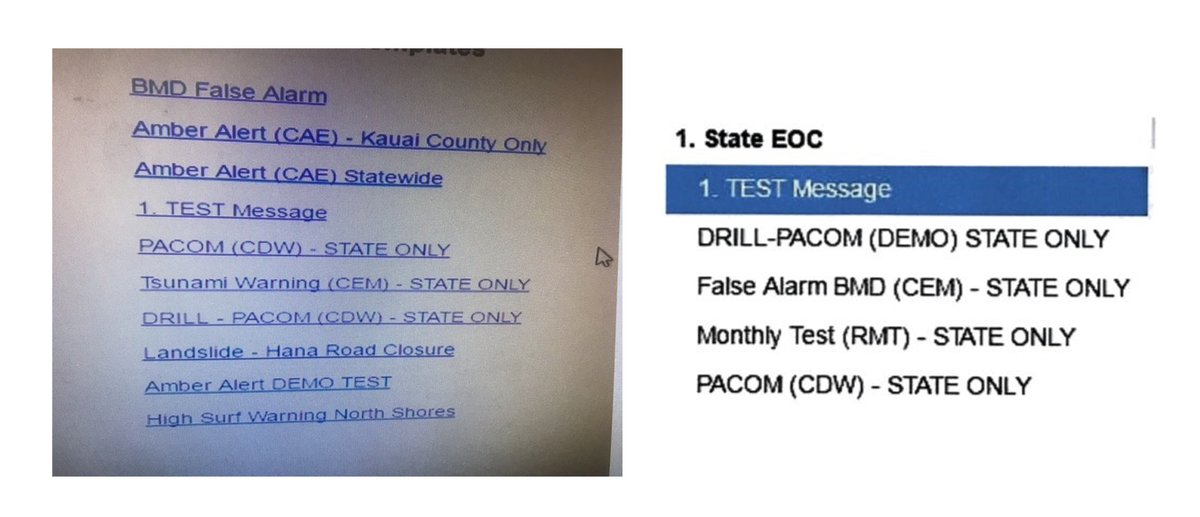 BMD False Alarm
Amber Alert (CAE) - Kauai County Only
Amber Alert (CAE) Statewide
1. TEST Message
PACOM (CDW) - STATE ONLY
Tsunami Warning (CEM) - STATE ONLY
DRILL - PACOM (CDW) - STATE ONLY
Landslide - Hana Road Closure
Amber Alert DEMO TEST
High Surf Warning North Shores
1. State EOC
1. TEST Message
DRILL-PACOM (DEMO) STATE ONLY
False Alarm BMD (CEM) - STATE ONLY
Monthly Test (RMT) - STATE ONLY
PACOM (CDW) - STATE ONLY